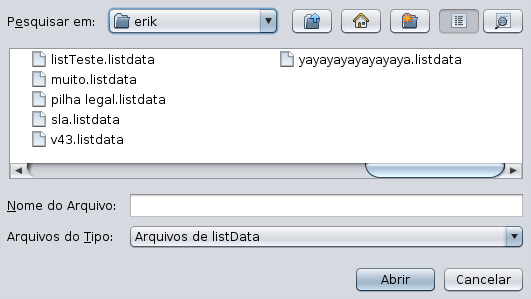 Pesquisar em: erik
listTeste.listdata
muito.listdata
pilha legal.listdata
sla.listdata
v43.listdata
yayayayayayayaya.listdata
Nome do Arquivo:
Arquivos do Tipo: Arquivos de listData
Abrir Cancelar